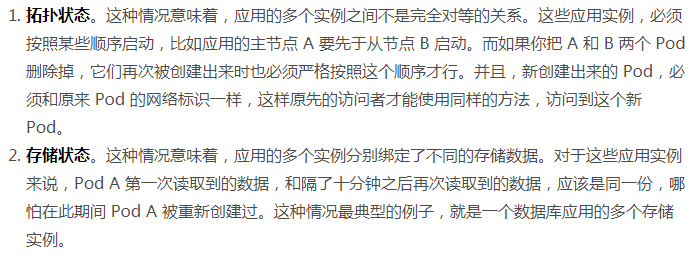 1. 拓扑状态。这种情况意味着，应用的多个实例之间不是完全对等的关系。这些应用实例，必须
按照某些顺序启动，比如应用的主节点 A 要先于从节点 B 启动。而如果你把 A 和 B 两个 Pod
删除掉，它们再次被创建出来时也必须严格按照这个顺序才行。并且，新创建出来的 Pod，必
须和原来 Pod 的网络标识一样，这样原先的访问者才能使用同样的方法，访问到这个新
Pod。
2. 存储状态。这种情况意味着，应用的多个实例分别绑定了不同的存储数据。对于这些应用实例
来说，Pod A 第一次读取到的数据，和隔了十分钟之后再次读取到的数据，应该是同一份，哪
怕在此期间 Pod A 被重新创建过。这种情况最典型的例子，就是一个数据库应用的多个存储
实例。